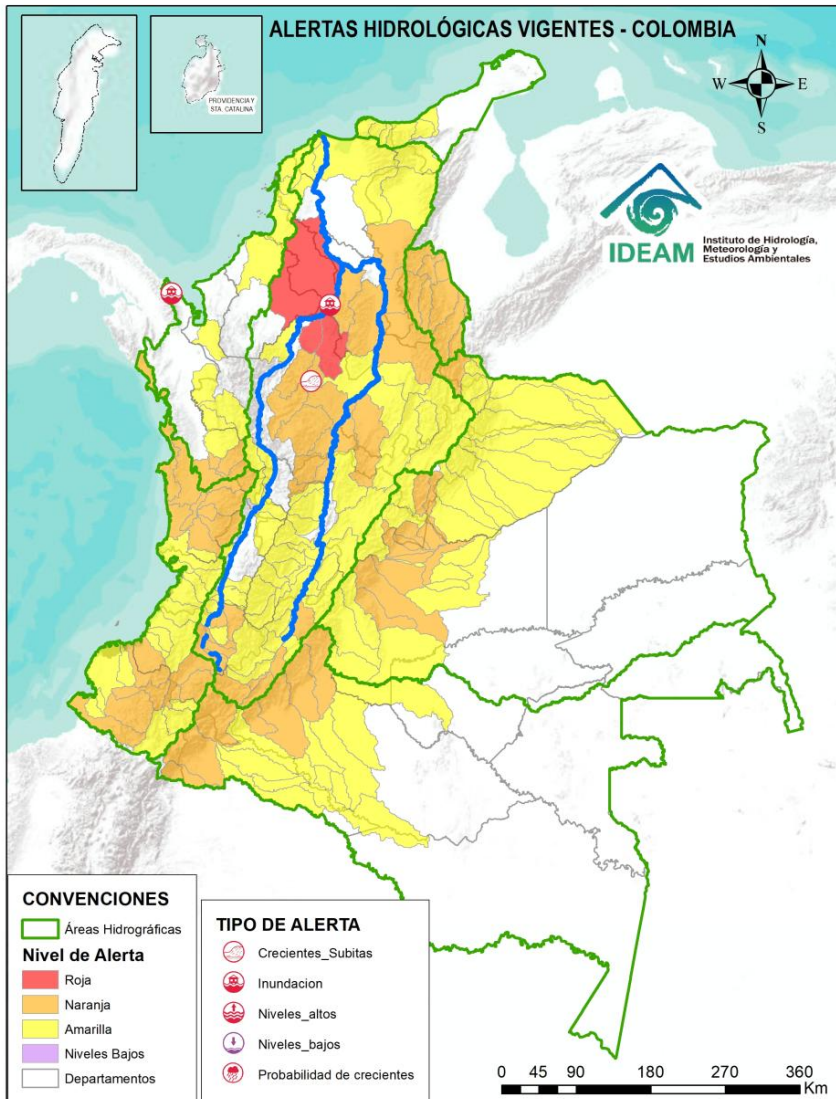 ALERTAS HIDROLÓGICAS VIGENTES - COLOMBIA
PROVIDENCIA Y
STA. CATALINA
N
W
E
S
IDEAM
Instituto de Hidrología,
Meteorología y
Estudios Ambientales
CONVENCIONES
Áreas Hidrográficas
Nivel de Alerta
Roja
Naranja
Amarilla
Niveles Bajos
Departamentos
TIPO DE ALERTA
Crecientes_Subitas
Inundacion
Niveles_altos
Niveles_bajos
Probabilidad de crecientes
0 45 90 180 270 360
Km